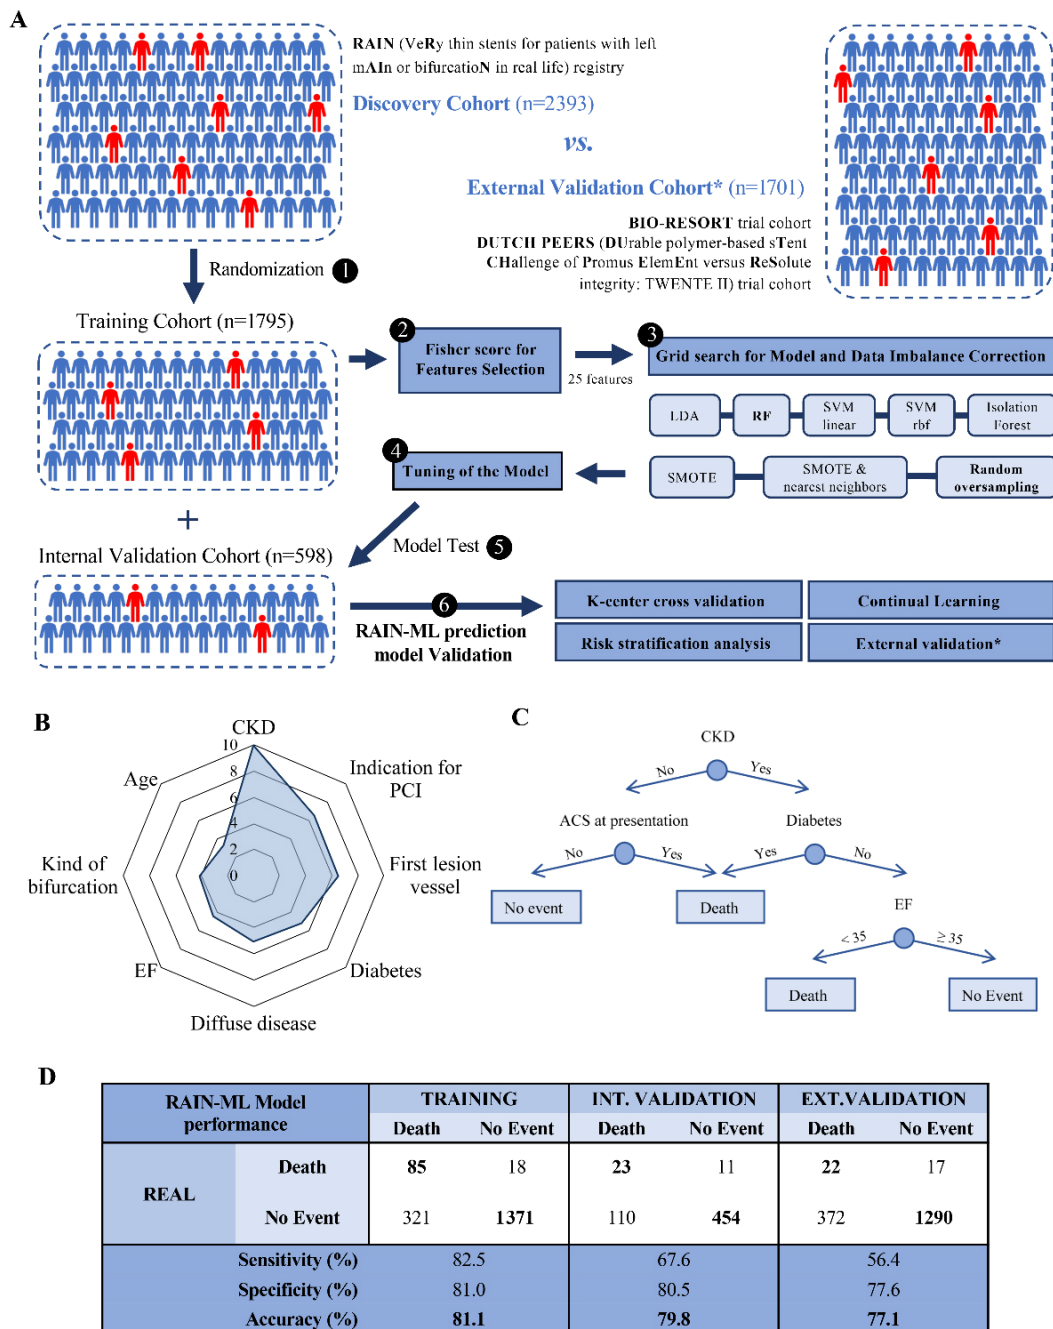 A
RAIN (VeRy thin stents for patients with left
mAIn or bifurcatioN in real life) registry
Discovery Cohort (n=2393)
vs.
External Validation Cohort* (n=1701)
BIO-RESORT trial cohort
DUTCH PEERS (DUrable polymer-based sTent
CHallenge of Promus ElemEnt versus ReSolute
integrity: TWENTE II) trial cohort
Randomization 1
Training Cohort (n=1795)
2
Fisher score for
Features Selection
25 features
3
Grid search for Model and Data Imbalance Correction
LDA
RF
SVM
linear
SVM
rbf
Isolation
Forest
SMOTE
SMOTE &
nearest neighbors
Random
oversampling
4
Tuning of the Model
+
Model Test 5
Internal Validation Cohort (n=598)
6
RAIN-ML prediction
model Validation
K-center cross validation
Continual Learning
Risk stratification analysis
External validation*
B
CKD
Indication for
PCI
First lesion
vessel
Diabetes
Diffuse disease
EF
Kind of
bifurcation
Age
10
8
6
4
2
0
C
CKD
No
Yes
ACS at presentation
Diabetes
No
Yes
Yes
No
No event
Death
EF
< 35
≥ 35
Death
No Event
D
RAIN-ML Model
performance
TRAINING INT. VALIDATION EXT.VALIDATION
Death No Event Death No Event Death No Event
REAL
Death 85 18 23 11 22 17
No Event 321 1371 110 454 372 1290
Sensitivity (%) 82.5 67.6 56.4
Specificity (%) 81.0 80.5 77.6
Accuracy (%) 81.1 79.8 77.1